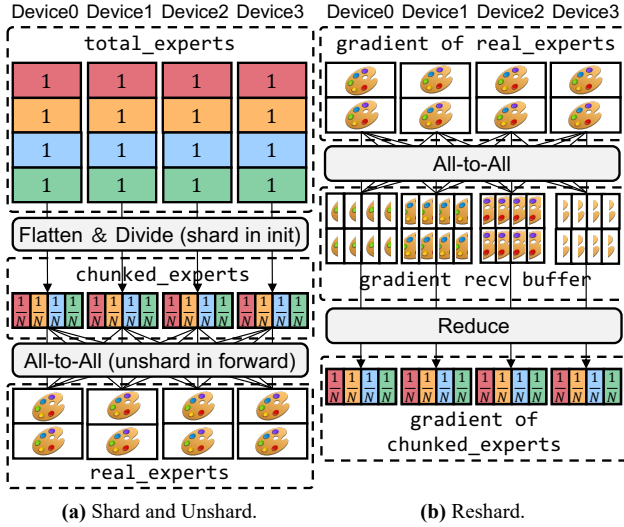 Device0 Device1 Device2 Device3
total_experts
1 1 1 1
1 1 1 1
1 1 1 1
1 1 1 1
Flatten & Divide (shard in init)
chunked_experts
1/N 1/N 1/N 1/N 1/N 1/N 1/N 1/N 1/N 1/N 1/N 1/N 1/N 1/N 1/N 1/N
All-to-All (unshard in forward)
real_experts
(a) Shard and Unshard.
Device0 Device1 Device2 Device3
gradient of real_experts
All-to-All
gradient recv buffer
Reduce
1/N 1/N 1/N 1/N 1/N 1/N 1/N 1/N 1/N 1/N 1/N 1/N 1/N 1/N 1/N 1/N
gradient of
chunked_experts
(b) Reshard.